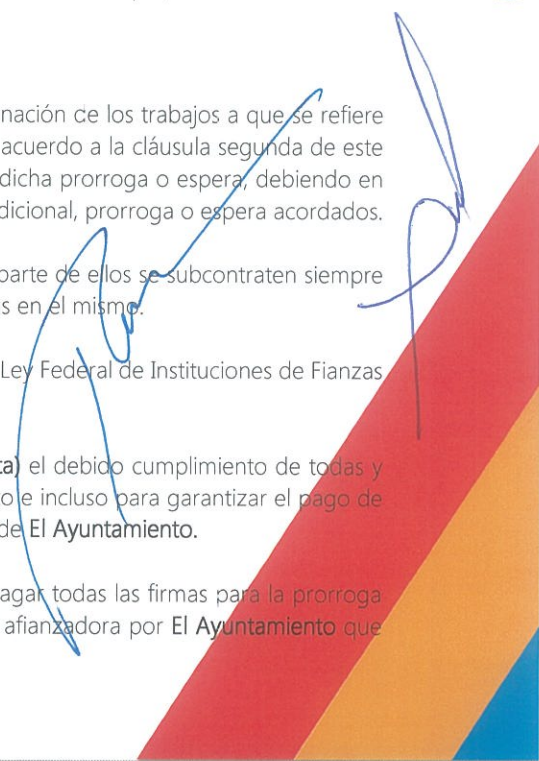 nación de los trabajos a que se refiere
acuerdo a la cláusula segunda de este
dicha prorroga o espera, debiendo en
dicional, prorroga o espera acordados.
parte de ellos se subcontraten siempre
s en el mismo.
Ley Federal de Instituciones de Fianzas
ta) el debido cumplimiento de todas y
to e incluso para garantizar el pago de
de El Ayuntamiento.
agar todas las firmas para la prorroga
afianzadora por El Ayuntamiento que